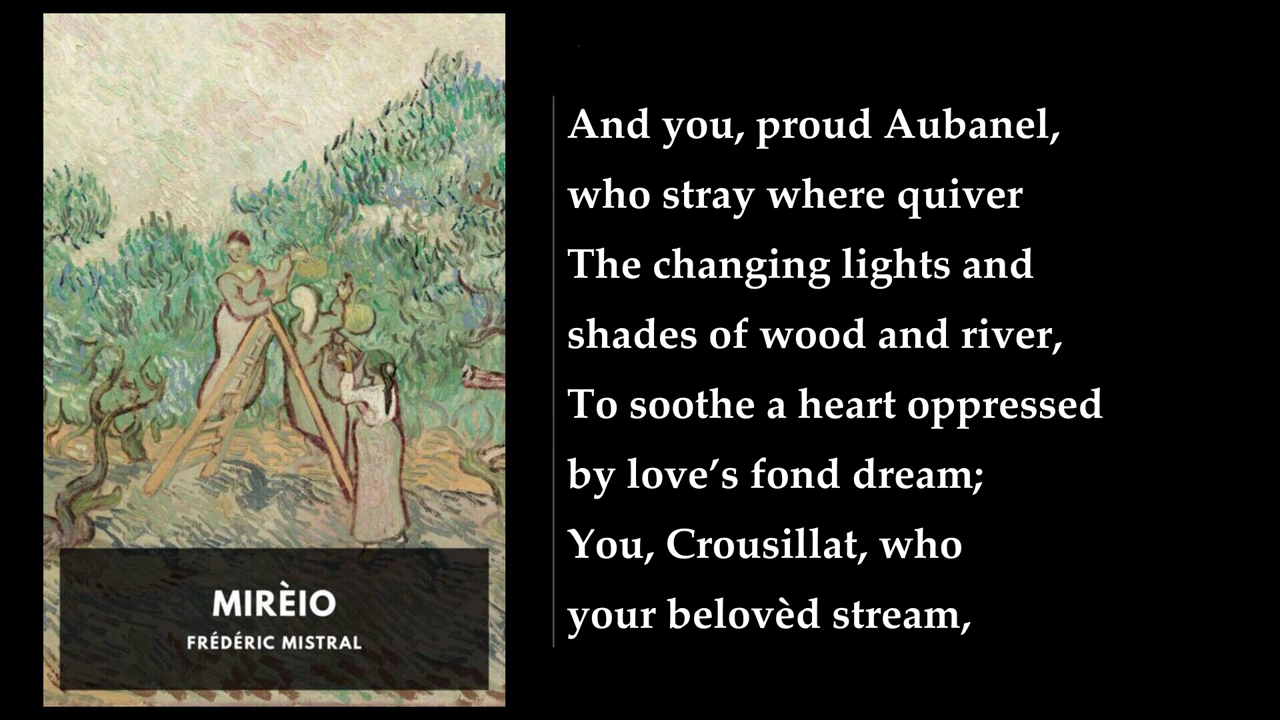 MIRÈIO
FRÉDÉRIC MISTRAL
And you, proud Aubanel,
who stray where quiver
The changing lights and
shades of wood and river,
To soothe a heart oppressed
by love’s fond dream;
You, Crousillat, who
your belovèd stream,